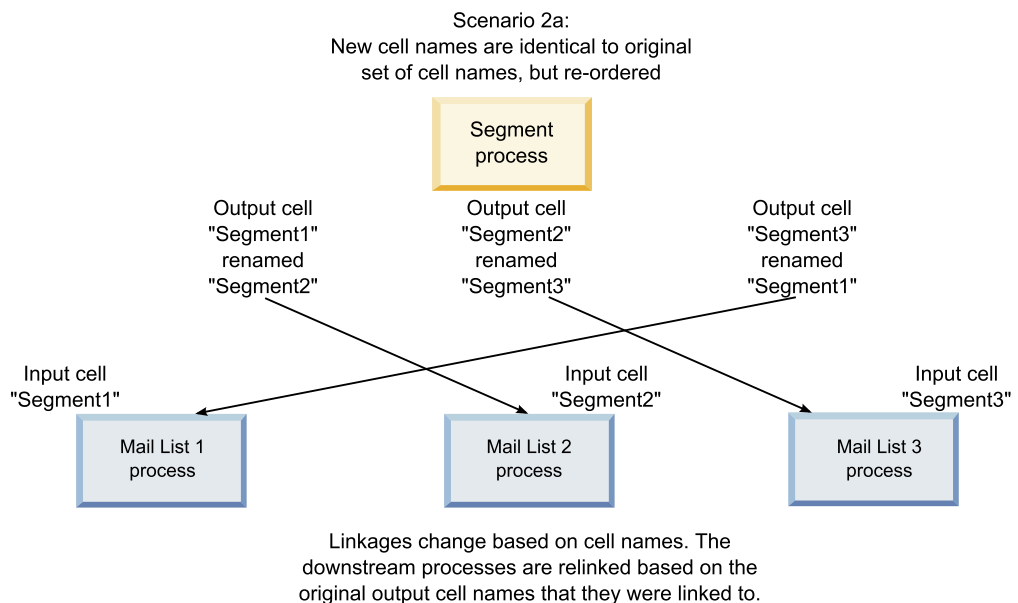 Scenario 2a:
New cell names are identical to original
set of cell names, but re-ordered
Segment
process
Output cell
"Segment1"
renamed
"Segment2"
Output cell
"Segment2"
renamed
"Segment3"
Output cell
"Segment3"
renamed
"Segment1"
Input cell
"Segment1"
Mail List 1
process
Input cell
"Segment2"
Mail List 2
process
Input cell
"Segment3"
Mail List 3
process
Linkages change based on cell names. The
downstream processes are relinked based on the
original output cell names that they were linked to.